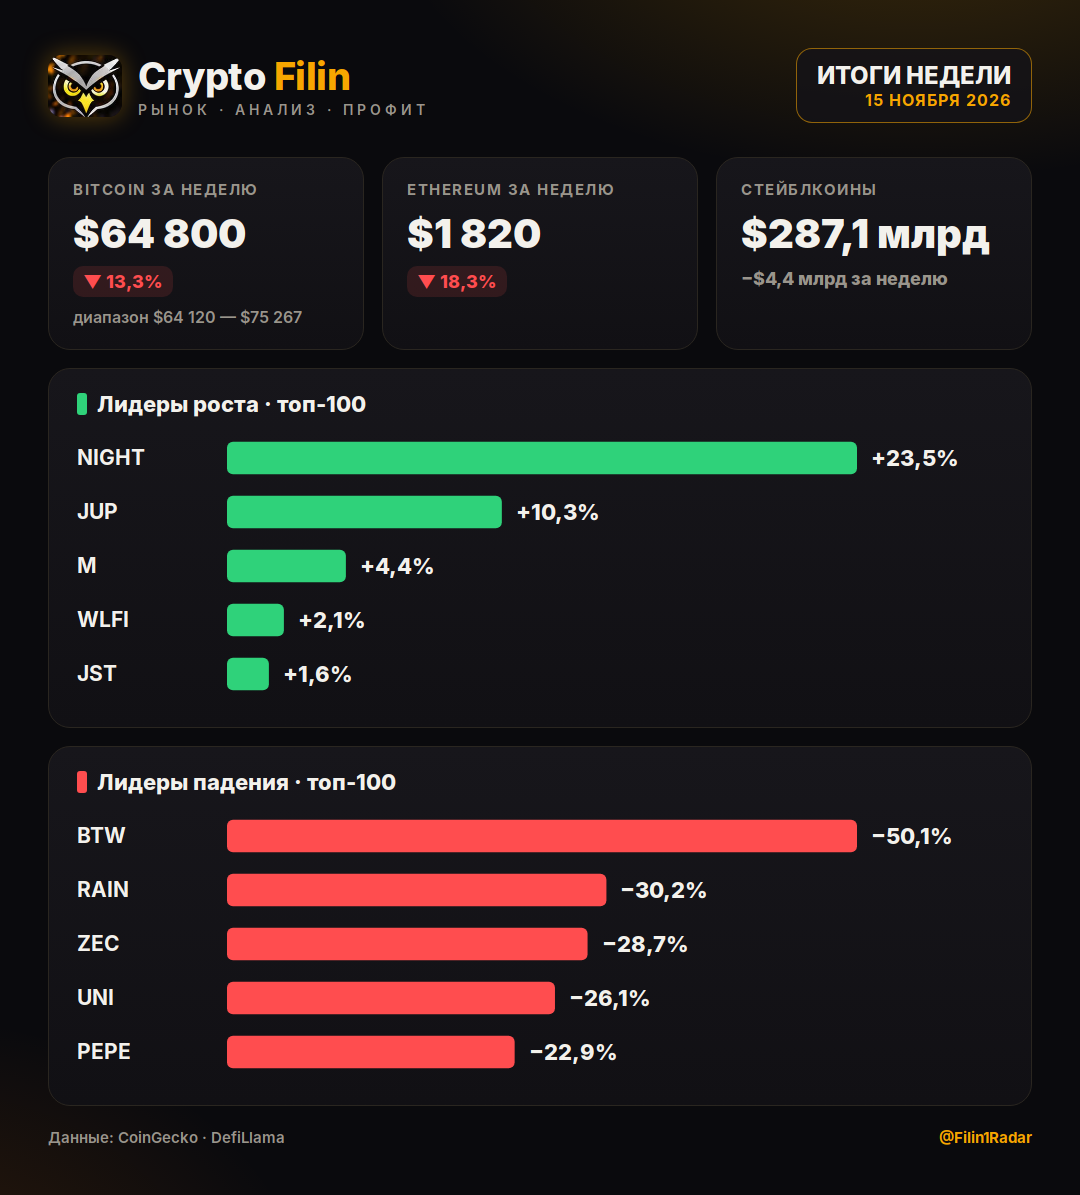 Crypto Filin
РЫНОК · АНАЛИЗ · ПРОФИТ
ИТОГИ НЕДЕЛИ
15 НОЯБРЯ 2026
BITCOIN ЗА НЕДЕЛЮ
$64 800
▼ 13,3%
диапазон $64 120 — $75 267
ETHEREUM ЗА НЕДЕЛЮ
$1 820
▼ 18,3%
СТЕЙБЛКОИНЫ
$287,1 млрд
−$4,4 млрд за неделю
Лидеры роста · топ-100
NIGHT +23,5%
JUP +10,3%
M +4,4%
WLFI +2,1%
JST +1,6%
Лидеры падения · топ-100
BTW −50,1%
RAIN −30,2%
ZEC −28,7%
UNI −26,1%
PEPE −22,9%
Данные: CoinGecko · DefiLlama
@Filin1Radar